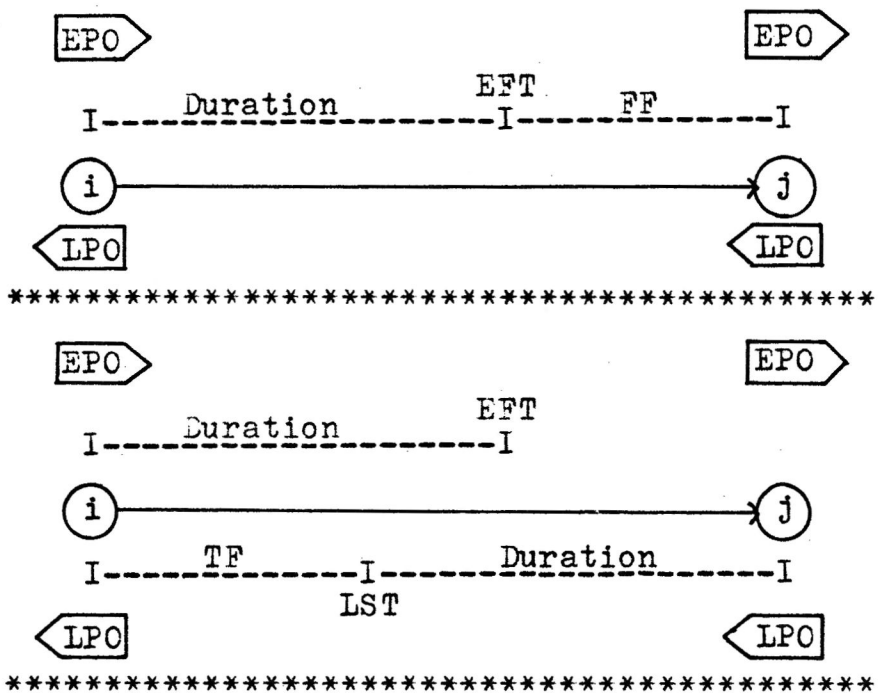 EPO EPO
EFT
Duration FF
I---------------------I--------------I
i j
LPO LPO
*********************************************
EPO EPO
EFT
Duration
I---------------------I
i j
TF Duration
I--------------I---------------------I
LST
LPO LPO
*********************************************